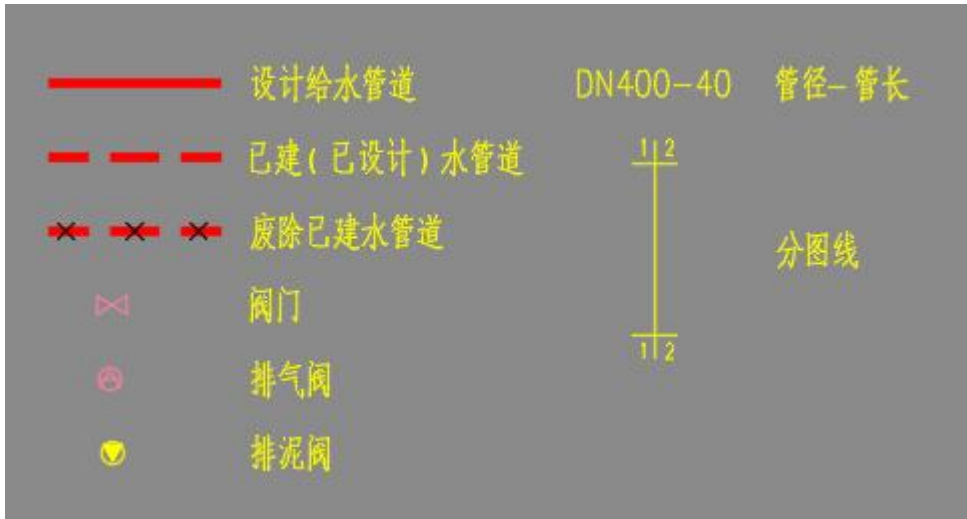 设计给水管道 DN400-40 管径-管长
已建(已设计)水管道
1 2
废除已建水管道
分图线
阀门
1 2
排气阀
排泥阀